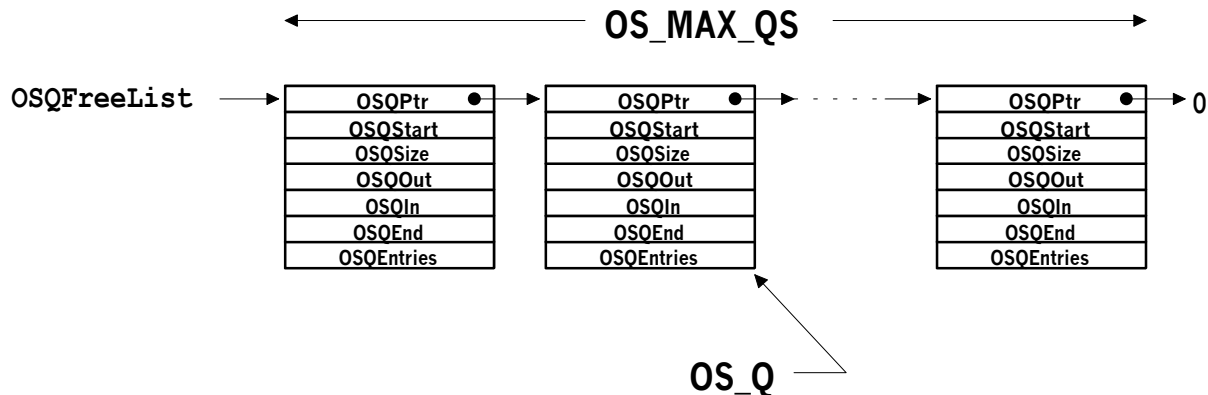 OS_MAX_QS
OSQFreeList
OSQPtr OSQPtr OSQPtr 0
OSQStart OSQStart OSQStart
OSQSize OSQSize OSQSize
OSQOut OSQOut OSQOut
OSQIn OSQIn OSQIn
OSQEnd OSQEnd OSQEnd
OSQEntries OSQEntries OSQEntries
OS_Q